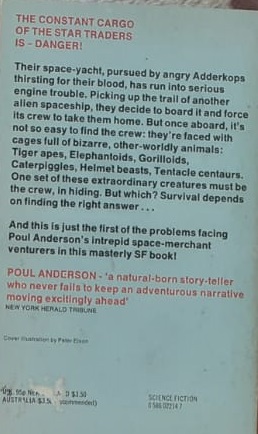 THE CONSTANT CARGO
OF THE STAR TRADERS
IS – DANGER!
Their space-yacht, pursued by angry Adderkops
thirsting for their blood, has run into serious
engine trouble. Picking up the trail of another
alien spaceship, they decide to board it and force
its crew to take them home. But once aboard, it's
not so easy to find the crew: they're faced with
cages full of bizarre, other-worldly animals:
Tiger apes, Elephantoids, Gorilloids,
Caterpiggles, Helmet beasts, Tentacle centaurs.
One set of these extraordinary creatures must be
the crew, in hiding. But which? Survival depends
on finding the right answer . . .
And this is just the first of the problems facing
Poul Anderson's intrepid space-merchant
venturers in this masterly SF book!
POUL ANDERSON – 'a natural-born story-teller
who never fails to keep an adventurous narrative
moving excitingly ahead'
NEW YORK HERALD TRIBUNE
Cover illustration by Peter Elson
95p $3.50
AUSTRALIA
SCIENCE FICTION
0 586 02214 7